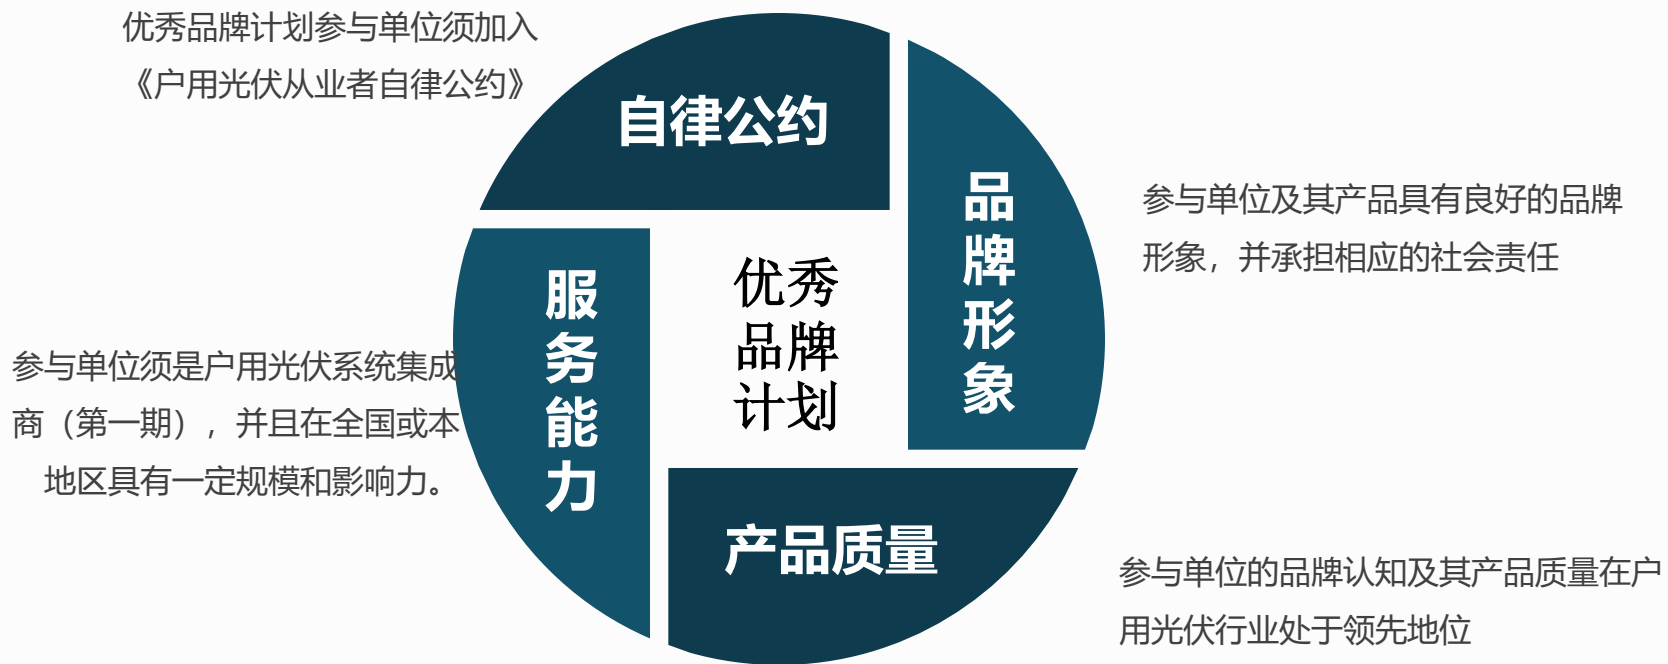 优秀品牌计划参与单位须加入
《户用光伏从业者自律公约》
自律公约
品牌形象
参与单位及其产品具有良好的品牌
形象，并承担相应的社会责任
优秀
品牌
计划
服务能力
参与单位须是户用光伏系统集成
商（第一期），并且在全国或本
地区具有一定规模和影响力。
产品质量
参与单位的品牌认知及其产品质量在户
用光伏行业处于领先地位